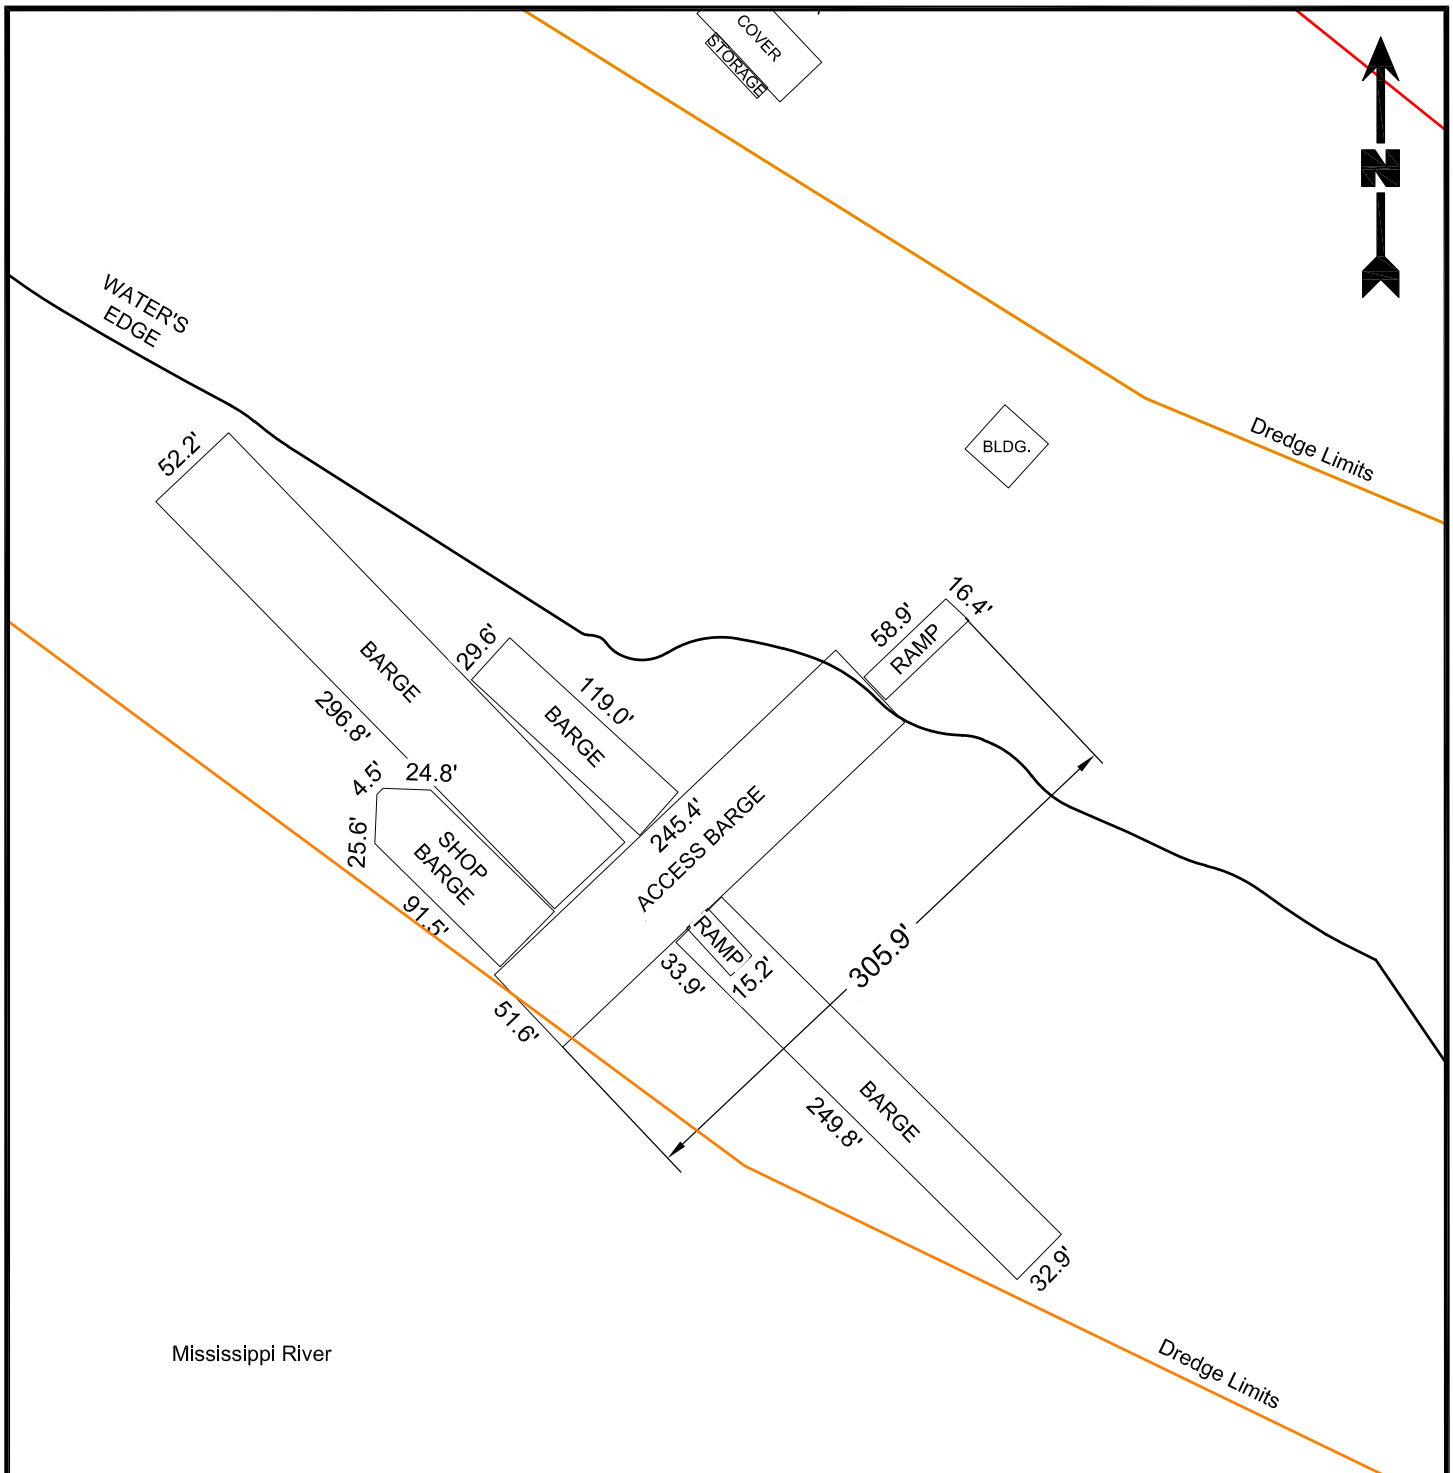 COVER
STORAGE
N
WATER'S
EDGE
Dredge Limits
BLDG.
52.2'
16.4'
58.9'
RAMP
29.6'
BARGE
119.0'
296.8'
BARGE
4.5'
24.8'
245.4'
ACCESS BARGE
25.6'
SHOP
BARGE
91.5'
RAMP
33.9'
15.2'
305.9'
51.6'
BARGE
249.8'
32.9'
Mississippi River
Dredge Limits